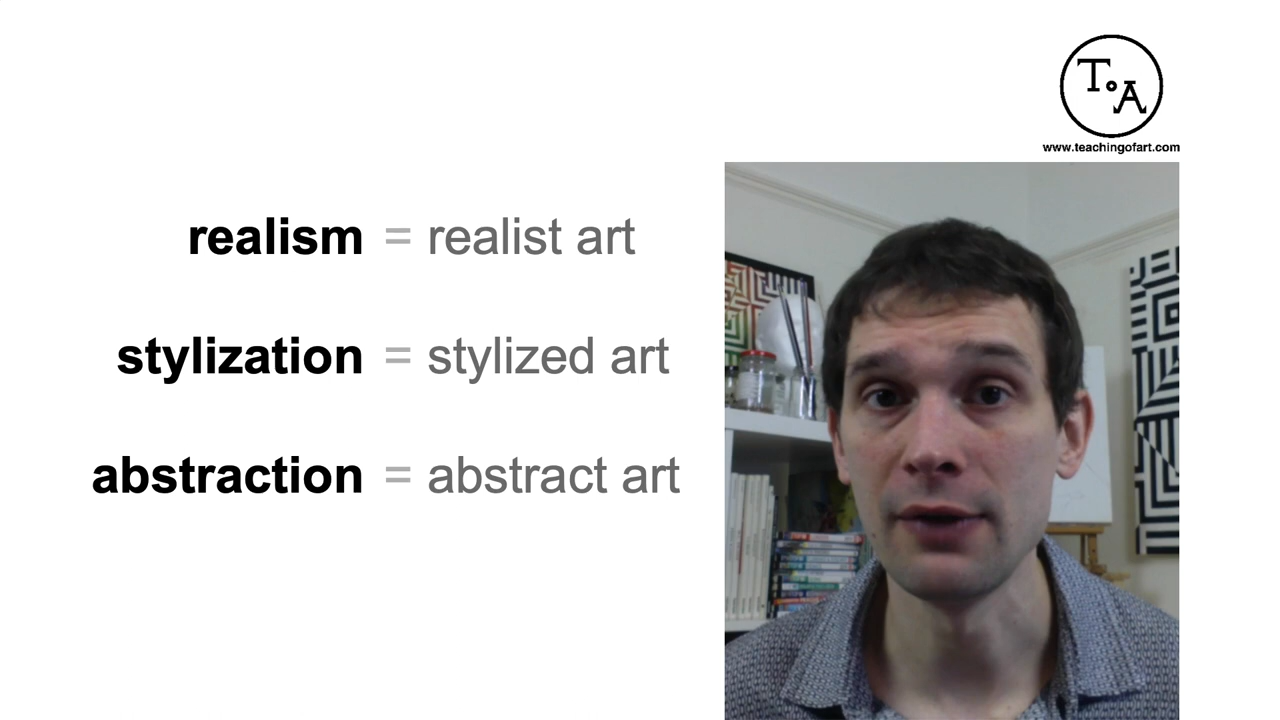 T o A
www.teachingofart.com
realism = realist art
stylization = stylized art
abstraction = abstract art